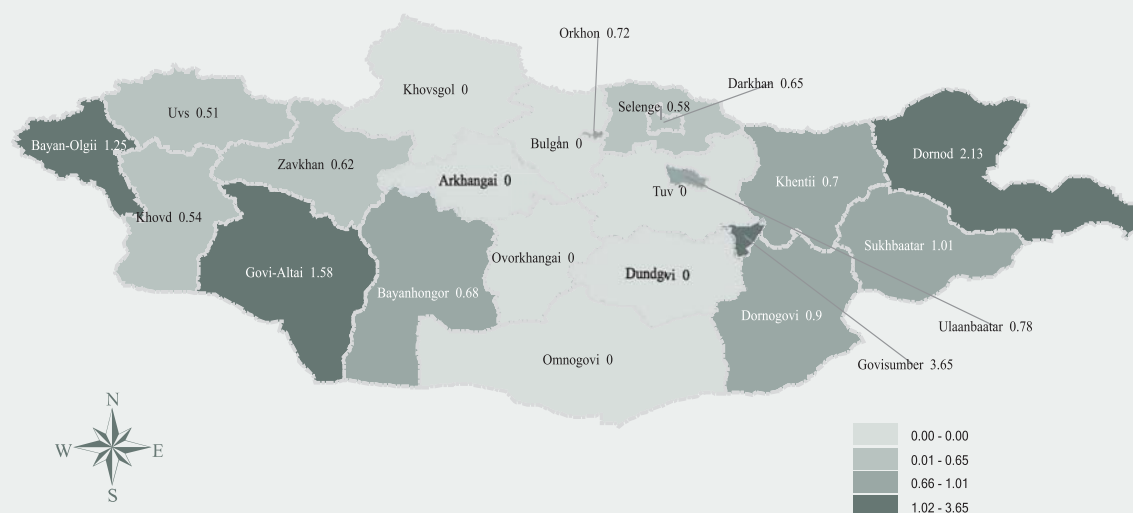 Orkhon 0.72
Darkhan 0.65
Khovsgol 0
Selenge 0.58
Uvs 0.51
Bayan-Olgii 1.25
Bulgan 0
Dornod 2.13
Zavkhan 0.62
Arkhangai 0
Khentii 0.7
Tuv 0
Khovd 0.54
Sukhbaatar 1.01
Ovorkhangai 0
Govi-Altai 1.58
Dundgvi 0
Bayanhongor 0.68
Dornogovi 0.9
Ulaanbaatar 0.78
Omnogovi 0
Govisumber 3.65
N
W E
S
0.00 - 0.00
0.01 - 0.65
0.66 - 1.01
1.02 - 3.65